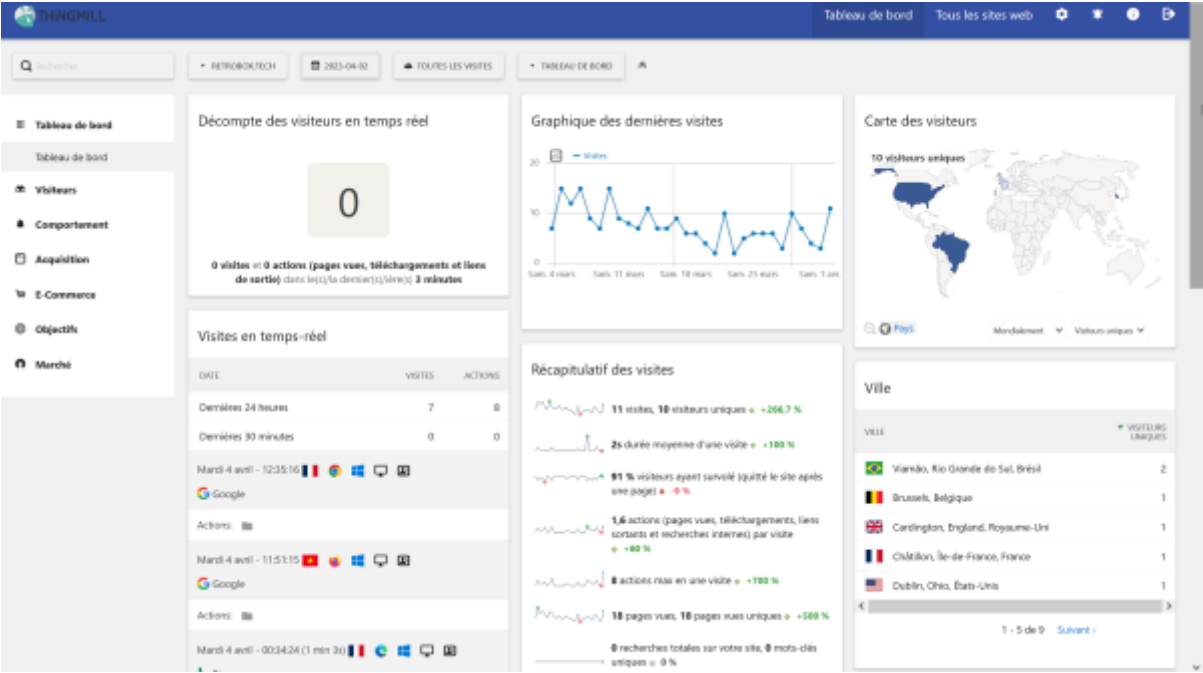 THINGMILL
Tableau de bord
Tous les sites web
Rechercher
RETROBOX.TECH
2023-04-02
TOUTES LES VISITES
TABLEAU DE BORD
Tableau de bord
Tableau de bord
Visiteurs
Comportement
Acquisition
E-Commerce
Objectifs
Marché
Décompte des visiteurs en temps réel
0
0 visites et 0 actions (pages vues, téléchargements et liens
de sortie) dans le(s)/la dernier(s)/ière(s) 3 minutes
Visites en temps-réel
DATE VISITES ACTIONS
Dernières 24 heures 7 8
Dernières 30 minutes 0 0
Mardi 4 avril - 12:35:16
Google
Actions:
Mardi 4 avril - 11:51:15
Google
Actions:
Mardi 4 avril - 00:34:24 (1 min 3s)
Graphique des dernières visites
Visites
20
10
0
Sam. 4 mars Sam. 11 mars Sam. 18 mars Sam. 25 mars Sam. 1 avr.
Récapitulatif des visites
11 visites, 10 visiteurs uniques +266,7 %
2s durée moyenne d'une visite +100 %
91 % visiteurs ayant survolé (quitté le site après
une page) -9 %
1,6 actions (pages vues, téléchargements, liens
sortants et recherches internes) par visite
+60 %
8 actions max en une visite +700 %
18 pages vues, 18 pages vues uniques +500 %
0 recherches totales sur votre site, 0 mots-clés
uniques 0 %
Carte des visiteurs
10 visiteurs uniques
Pays
Mondialement
Visiteurs uniques
Ville
VILLE
VISITEURS
UNIQUES
Viamão, Rio Grande do Sul, Brésil 2
Brussels, Belgique 1
Cardington, England, Royaume-Uni 1
Châtillon, Île-de-France, France 1
Dublin, Ohio, États-Unis 1
1 - 5 de 9 Suivant ›